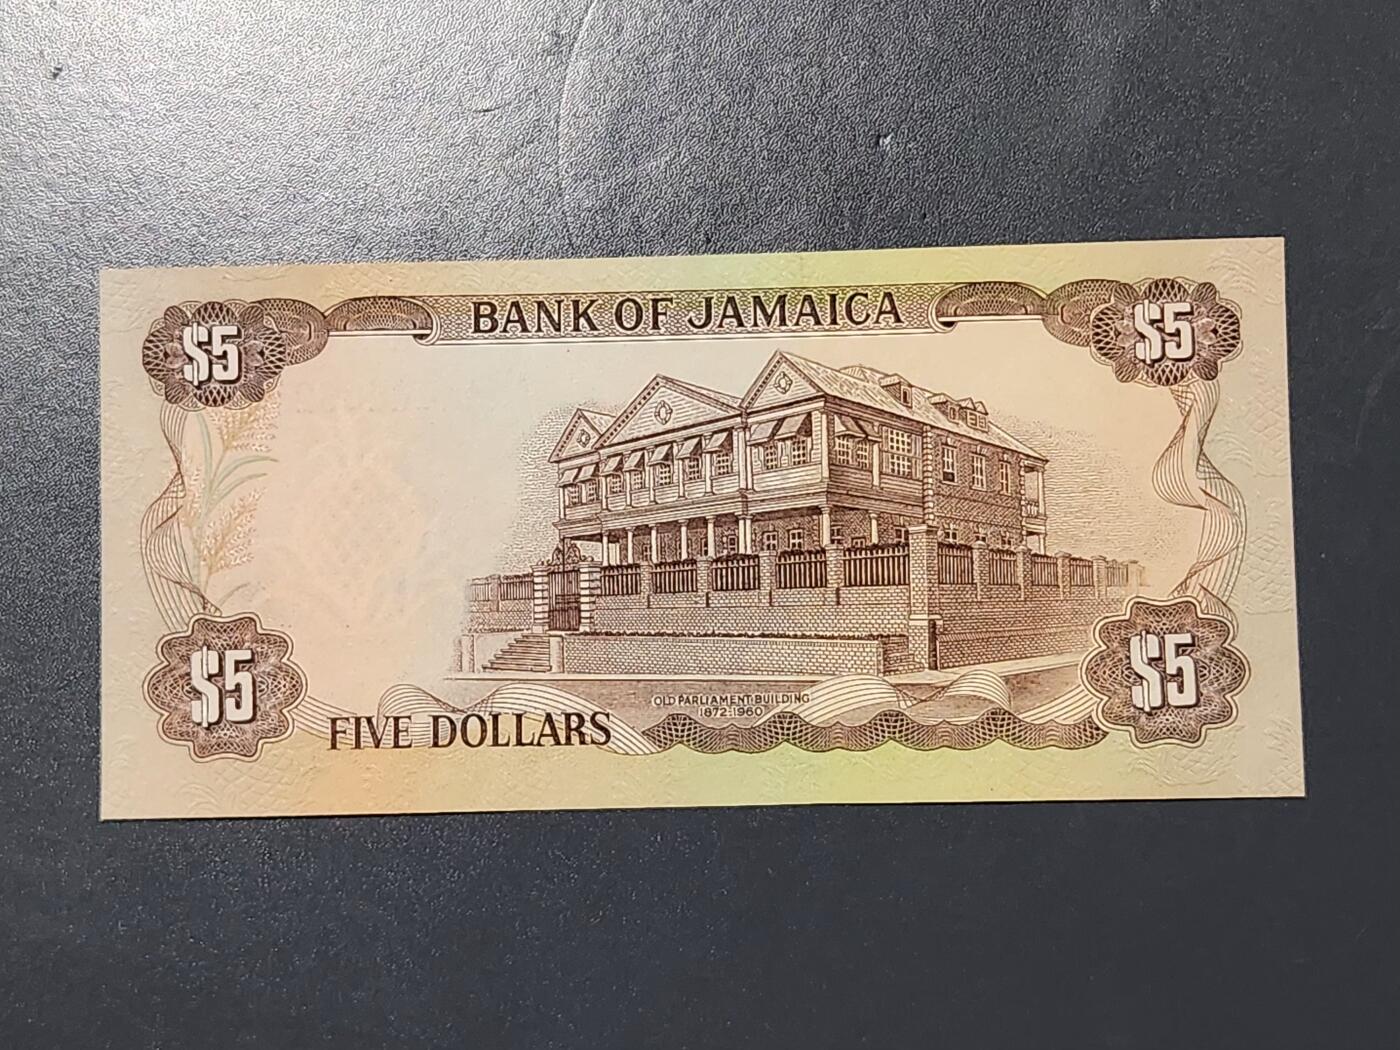 $5
BANK OF JAMAICA
$5
OLD PARLIAMENT BUILDING
1872-1960
$5
FIVE DOLLARS
$5